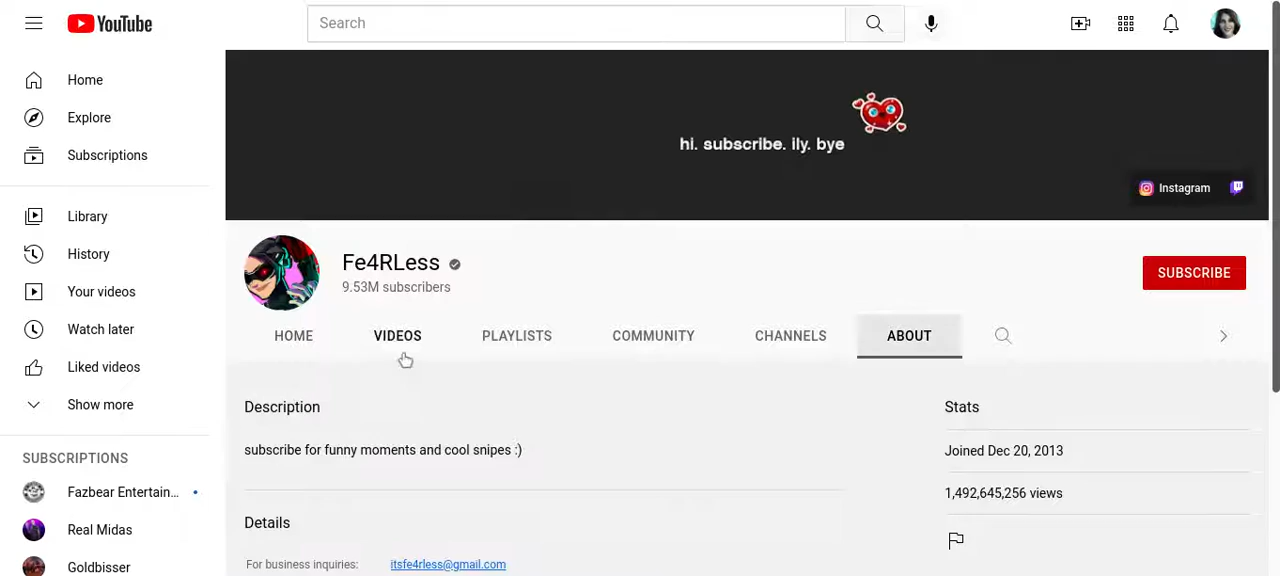 YouTube
Search
Home
Explore
Subscriptions
Library
History
Your videos
Watch later
Liked videos
Show more
SUBSCRIPTIONS
Fazbear Entertain...
Real Midas
Goldbisser
hi. subscribe. ily. bye
Instagram
Fe4RLess
9.53M subscribers
SUBSCRIBE
HOME VIDEOS PLAYLISTS COMMUNITY CHANNELS ABOUT
Description
subscribe for funny moments and cool snipes :)
Details
For business inquiries: itsfe4rless@gmail.com
Stats
Joined Dec 20, 2013
1,492,645,256 views